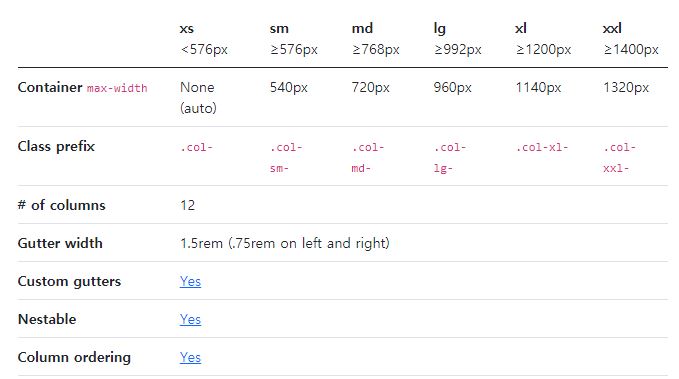 xs sm md lg xl xxl
<576px ≥576px ≥768px ≥992px ≥1200px ≥1400px
Container max-width None 540px 720px 960px 1140px 1320px
(auto)
Class prefix .col- .col- .col- .col- .col-xl- .col-
sm- md- lg- xxl-
# of columns 12
Gutter width 1.5rem (.75rem on left and right)
Custom gutters Yes
Nestable Yes
Column ordering Yes